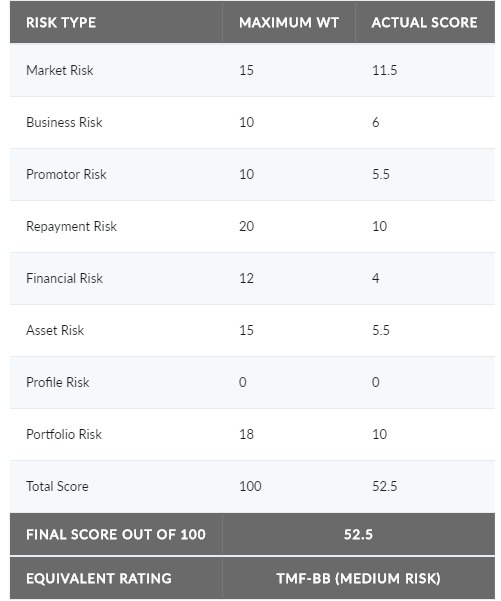 RISK TYPE MAXIMUM WT ACTUAL SCORE
Market Risk 15 11.5
Business Risk 10 6
Promotor Risk 10 5.5
Repayment Risk 20 10
Financial Risk 12 4
Asset Risk 15 5.5
Profile Risk 0 0
Portfolio Risk 18 10
Total Score 100 52.5
FINAL SCORE OUT OF 100 52.5
EQUIVALENT RATING TMF-BB (MEDIUM RISK)